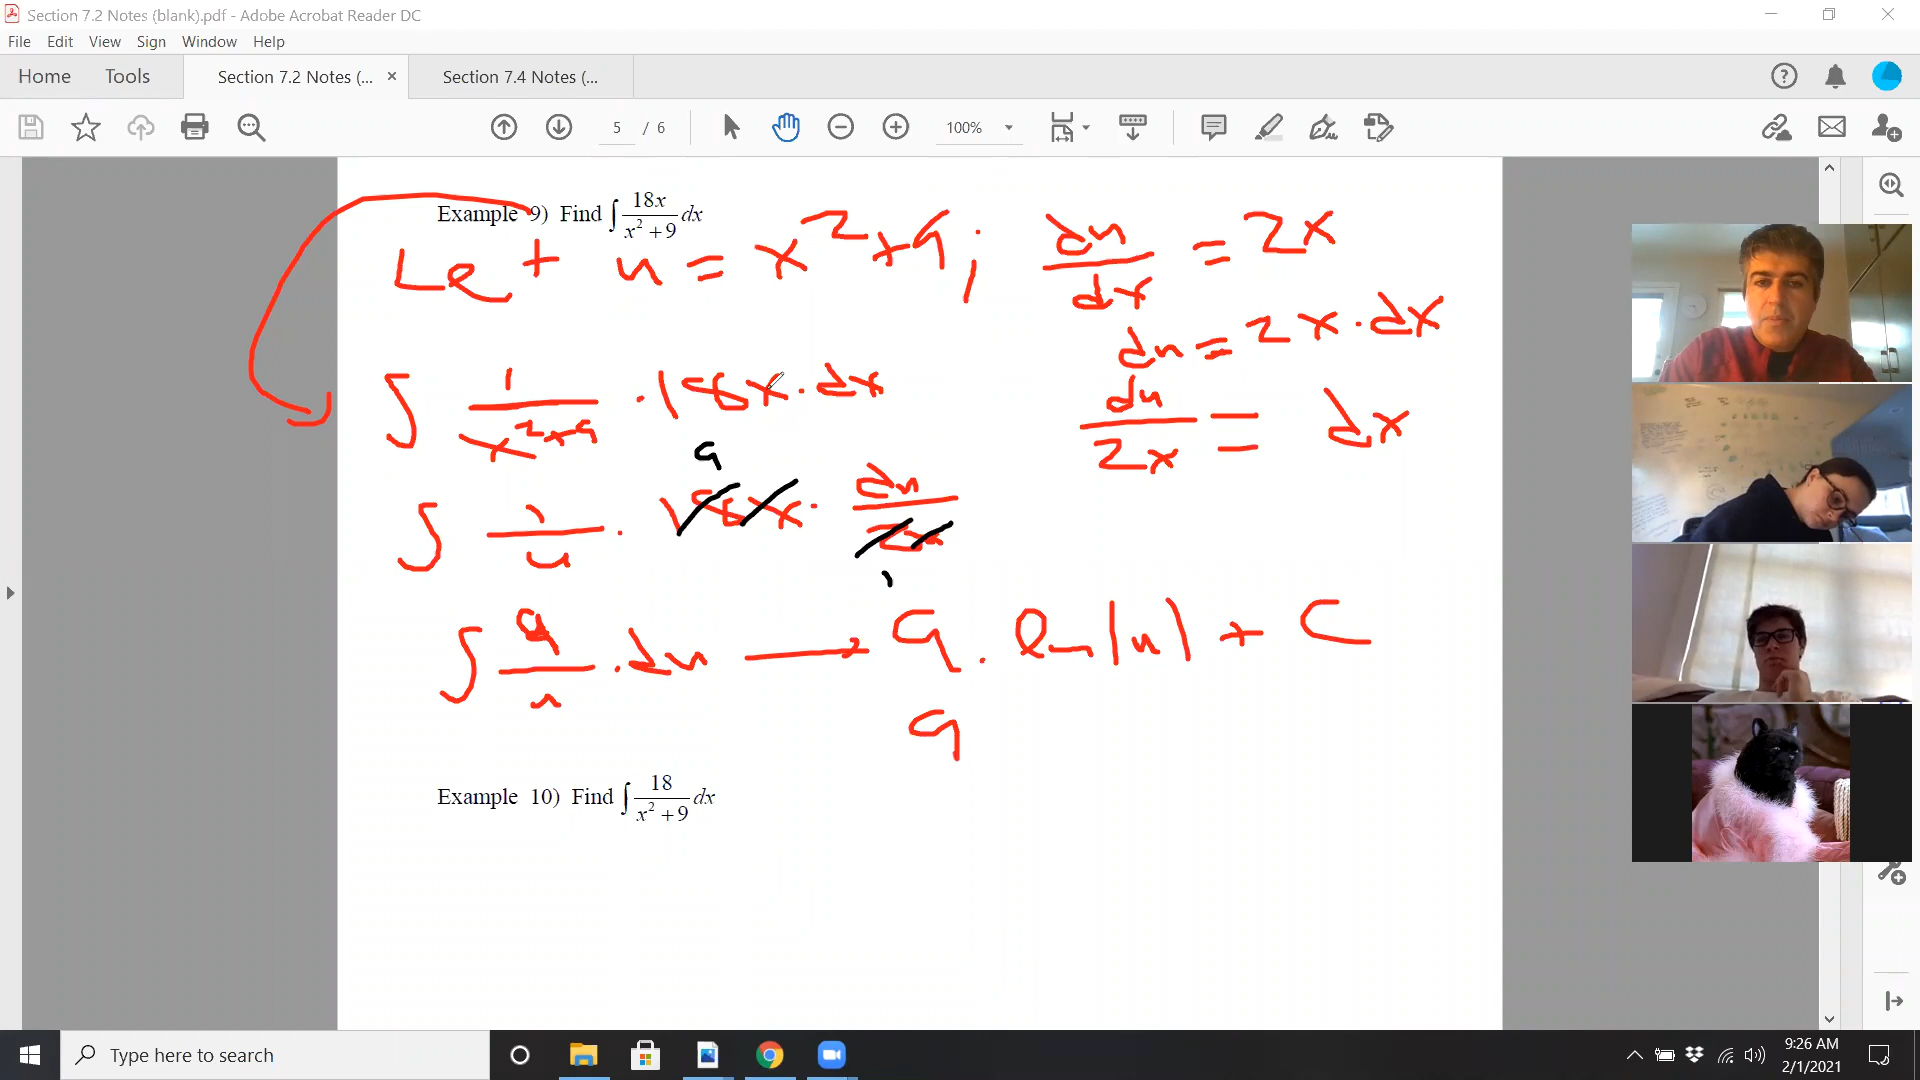 Section 7.2 Notes (blank).pdf - Adobe Acrobat Reader DC
File Edit View Sign Window Help
Home Tools Section 7.2 Notes (... × Section 7.4 Notes (...
5 / 6 100%
Example 9) Find ∫ 18x / (x² + 9) dx
Let u = x² + 9 ; du/dx = 2x
du = 2x · dx
∫ 1 / (x² + 9) · 18x · dx
du/2x = dx
9
∫ 1/u · 18x · du/2x
1
∫ 9/u · du → 9 · ln|u| + C
9
Example 10) Find ∫ 18 / (x² + 9) dx
Type here to search
9:26 AM
2/1/2021